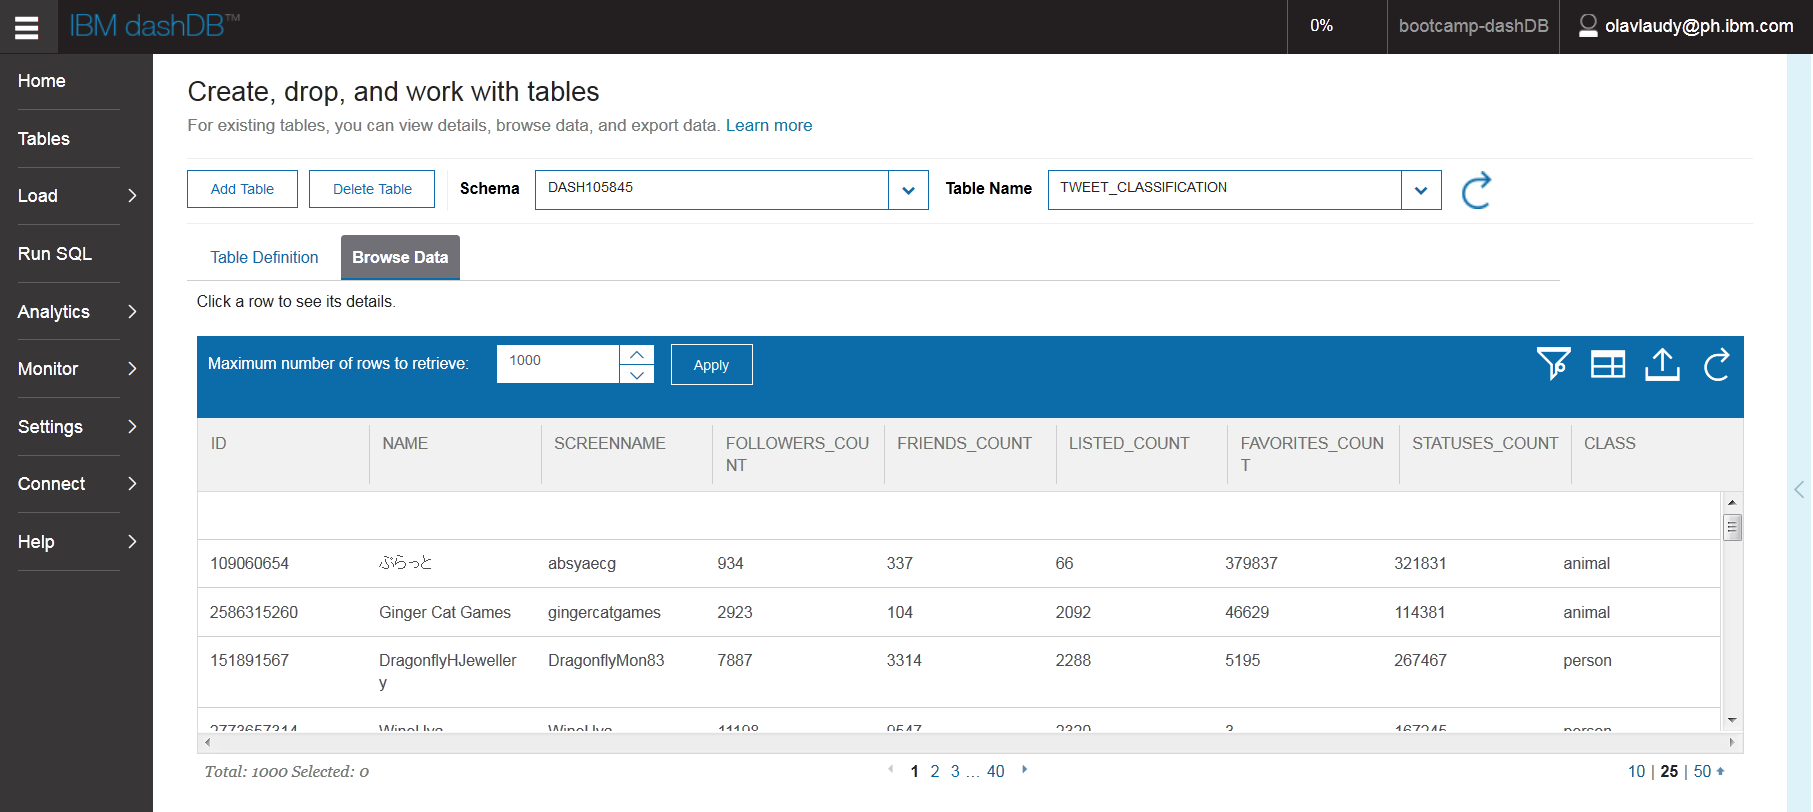 IBM dashDB™
0%
bootcamp-dashDB
olavlaudy@ph.ibm.com
Home
Tables
Load
Run SQL
Analytics
Monitor
Settings
Connect
Help
Create, drop, and work with tables
For existing tables, you can view details, browse data, and export data. Learn more
Add Table Delete Table Schema DASH105845 Table Name TWEET_CLASSIFICATION
Table Definition Browse Data
Click a row to see its details.
Maximum number of rows to retrieve: 1000 Apply
ID NAME SCREENNAME FOLLOWERS_COU FRIENDS_COUNT LISTED_COUNT FAVORITES_COUN STATUSES_COUNT CLASS
NT T
109060654 ぷらっと absyaecg 934 337 66 379837 321831 animal
2586315260 Ginger Cat Games gingercatgames 2923 104 2092 46629 114381 animal
151891567 DragonflyHJeweller DragonflyMon83 7887 3314 2288 5195 267467 person
y
Total: 1000 Selected: 0
1 2 3 ... 40
10 | 25 | 50